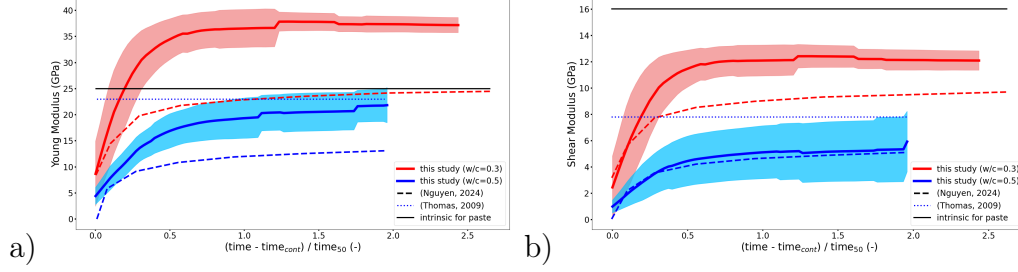 40
35
30
25
20
15
10
5
0
Young Modulus (GPa)
this study (w/c=0.3)
this study (w/c=0.5)
(Nguyen, 2024)
(Thomas, 2009)
intrinsic for paste
0.0 0.5 1.0 1.5 2.0 2.5
(time - time_cont) / time_50 (-)
a)
16
14
12
10
8
6
4
2
0
Shear Modulus (GPa)
this study (w/c=0.3)
this study (w/c=0.5)
(Nguyen, 2024)
(Thomas, 2009)
intrinsic for paste
0.0 0.5 1.0 1.5 2.0 2.5
(time - time_cont) / time_50 (-)
b)